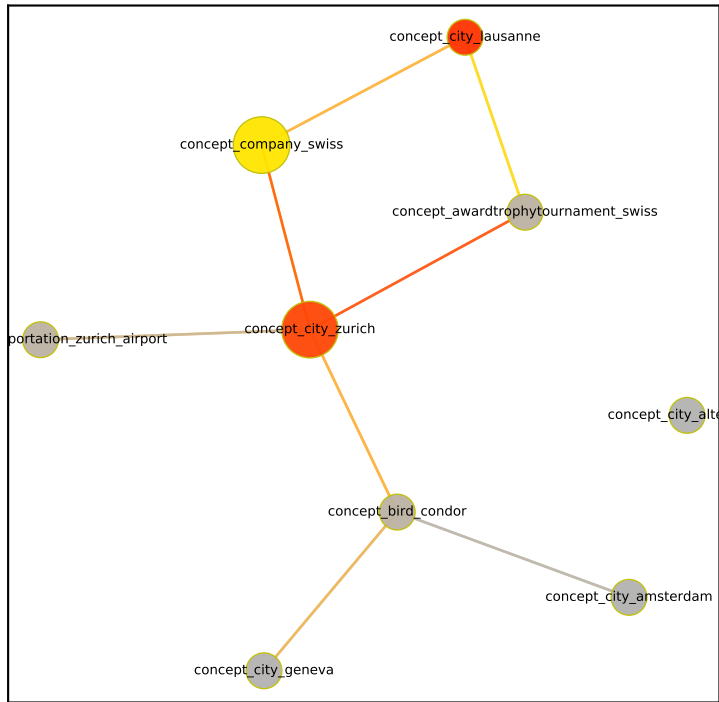 concept_city_lausanne
concept_company_swiss
concept_awardtrophytournament_swiss
concept_city_zurich
portation_zurich_airport
concept_city_alte
concept_bird_condor
concept_city_amsterdam
concept_city_geneva